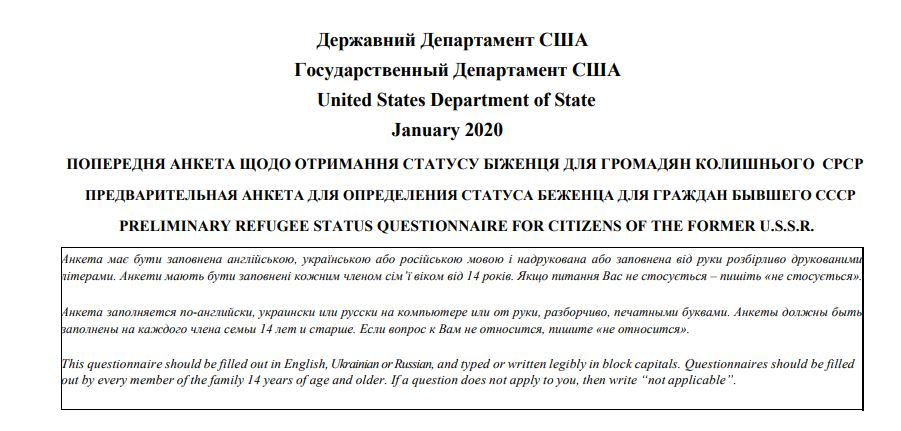 Державний Департамент США
Государственный Департамент США
United States Department of State
January 2020
ПОПЕРЕДНЯ АНКЕТА ЩОДО ОТРИМАННЯ СТАТУСУ БІЖЕНЦЯ ДЛЯ ГРОМАДЯН КОЛИШНЬОГО СРСР
ПРЕДВАРИТЕЛЬНАЯ АНКЕТА ДЛЯ ОПРЕДЕЛЕНИЯ СТАТУСА БЕЖЕНЦА ДЛЯ ГРАЖДАН БЫВШЕГО СССР
PRELIMINARY REFUGEE STATUS QUESTIONNAIRE FOR CITIZENS OF THE FORMER U.S.S.R.
Анкета має бути заповнена англійською, українською або російською мовою і надрукована або заповнена від руки розбірливо друкованими
літерами. Анкети мають бути заповнені кожним членом сім’ї віком від 14 років. Якщо питання Вас не стосується – пишіть «не стосується».
Анкета заполняется по-английски, украински или русски на компьютере или от руки, разборчиво, печатными буквами. Анкеты должны быть
заполнены на каждого члена семьи 14 лет и старше. Если вопрос к Вам не относится, пишите «не относится».
This questionnaire should be filled out in English, Ukrainian or Russian, and typed or written legibly in block capitals. Questionnaires should be filled
out by every member of the family 14 years of age and older. If a question does not apply to you, then write “not applicable”.